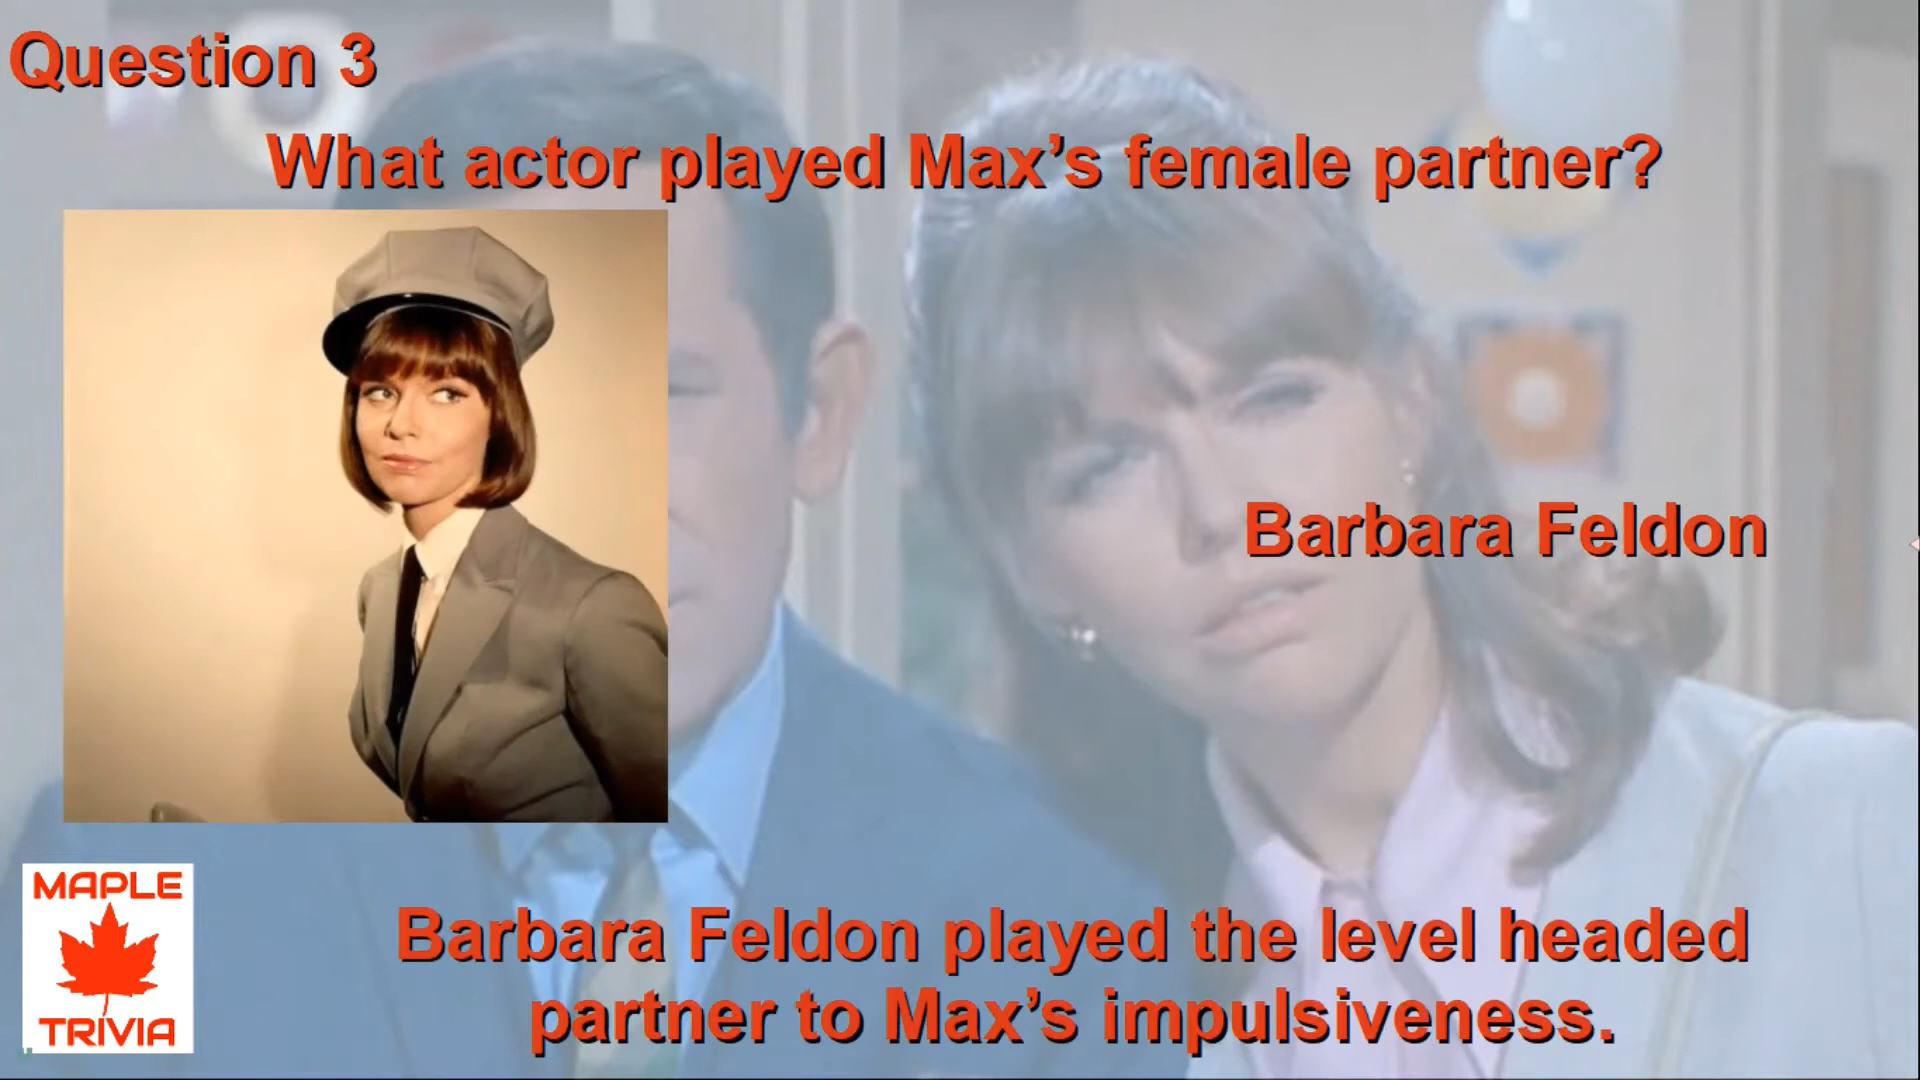 Question 3
What actor played Max’s female partner?
Barbara Feldon
Barbara Feldon played the level headed
partner to Max’s impulsiveness.
MAPLE
TRIVIA